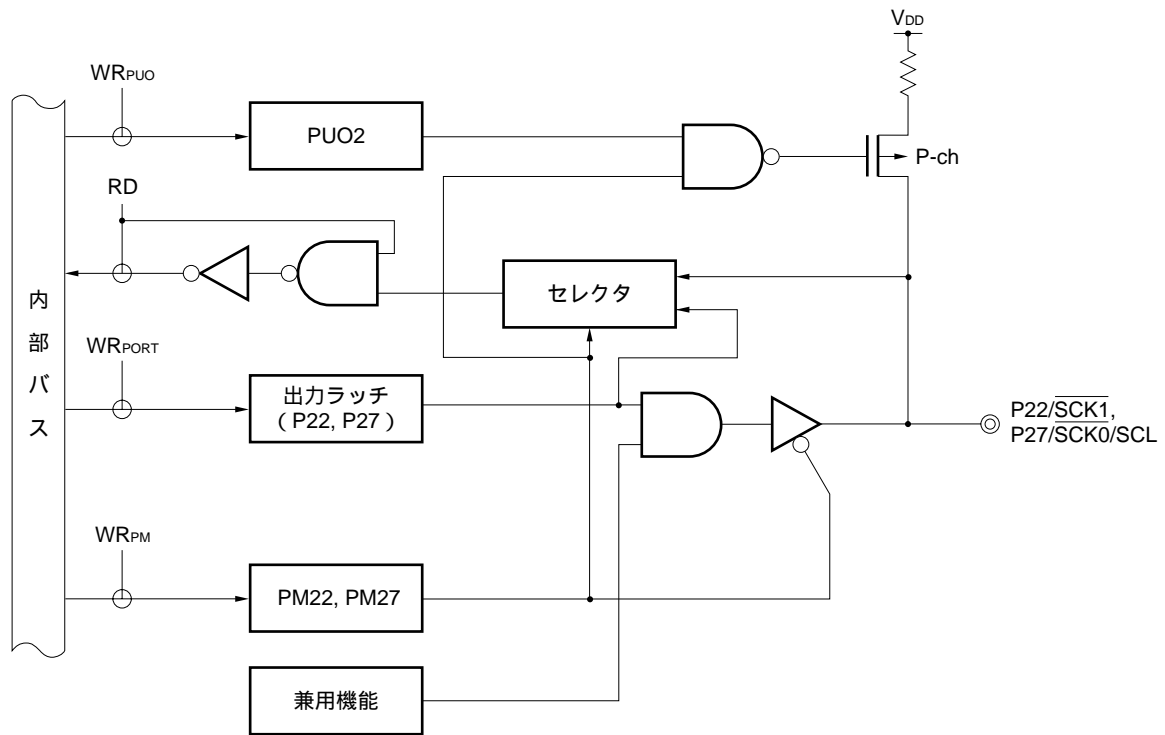 VDD
WRPUO
PUO2
P-ch
RD
セレクタ
内部バス
WRPORT
出力ラッチ
（P22, P27）
P22/SCK1,
P27/SCK0/SCL
WRPM
PM22, PM27
兼用機能